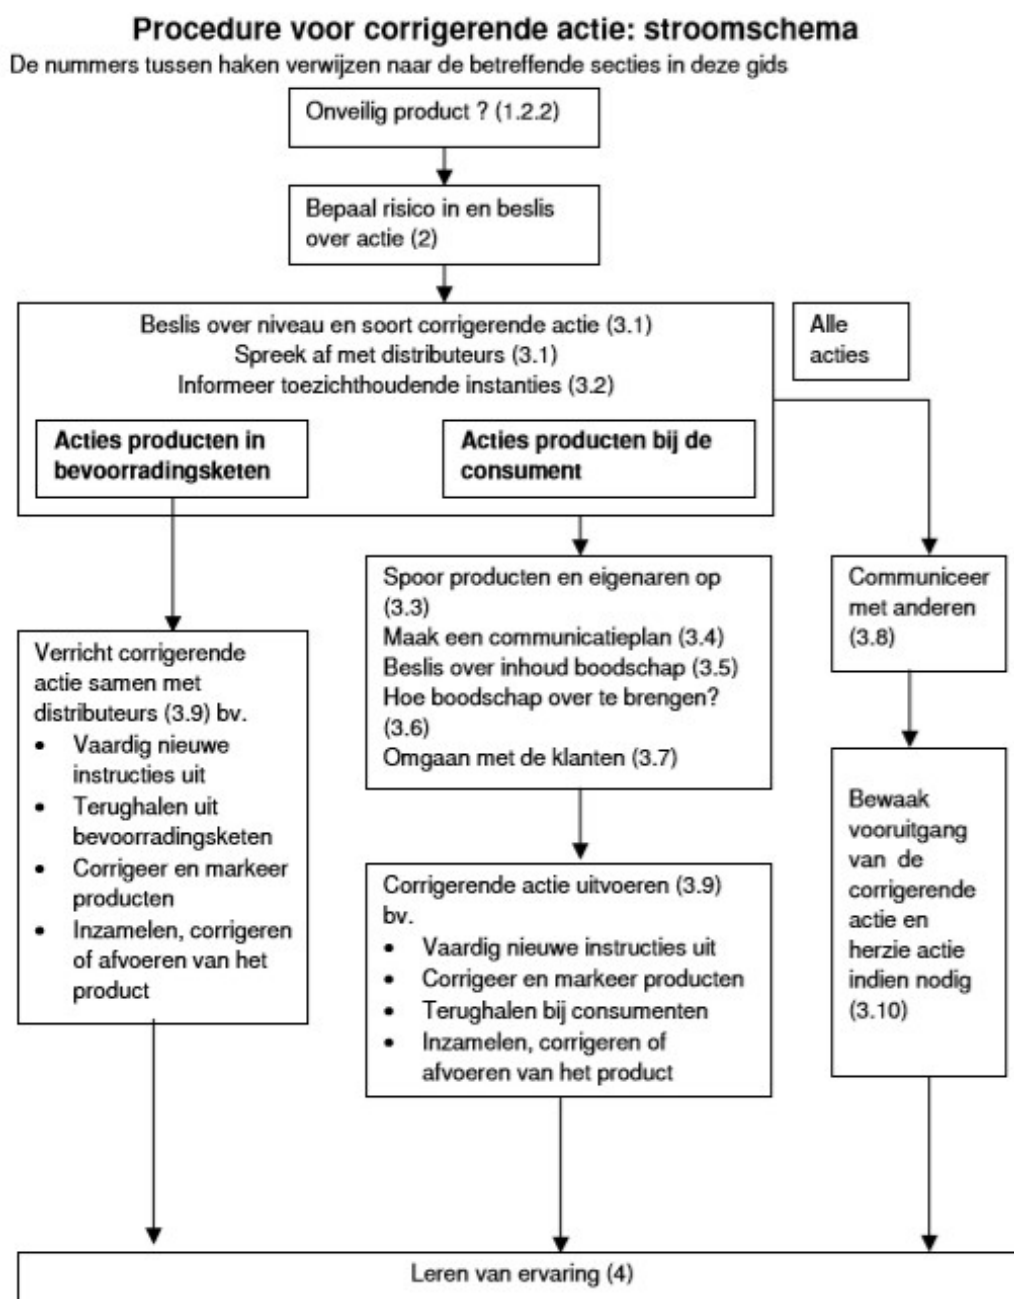 Procedure voor corrigerende actie: stroomschema
De nummers tussen haken verwijzen naar de betreffende secties in deze gids
Onveilig product ? (1.2.2)
Bepaal risico in en beslis
over actie (2)
Beslis over niveau en soort corrigerende actie (3.1)
Spreek af met distributeurs (3.1)
Informeer toezichthoudende instanties (3.2)
Alle
acties
Acties producten in
bevoorradingsketen
Acties producten bij de
consument
Verricht corrigerende
actie samen met
distributeurs (3.9) bv.
• Vaardig nieuwe
instructies uit
• Terughalen uit
bevoorradingsketen
• Corrigeer en markeer
producten
• Inzamelen, corrigeren
of afvoeren van het
product
Spoor producten en eigenaren op
(3.3)
Maak een communicatieplan (3.4)
Beslis over inhoud boodschap (3.5)
Hoe boodschap over te brengen?
(3.6)
Omgaan met de klanten (3.7)
Corrigerende actie uitvoeren (3.9)
bv.
• Vaardig nieuwe instructies uit
• Corrigeer en markeer producten
• Terughalen bij consumenten
• Inzamelen, corrigeren of
afvoeren van het product
Communiceer
met anderen
(3.8)
Bewaak
vooruitgang
van de
corrigerende
actie en
herzie actie
indien nodig
(3.10)
Leren van ervaring (4)